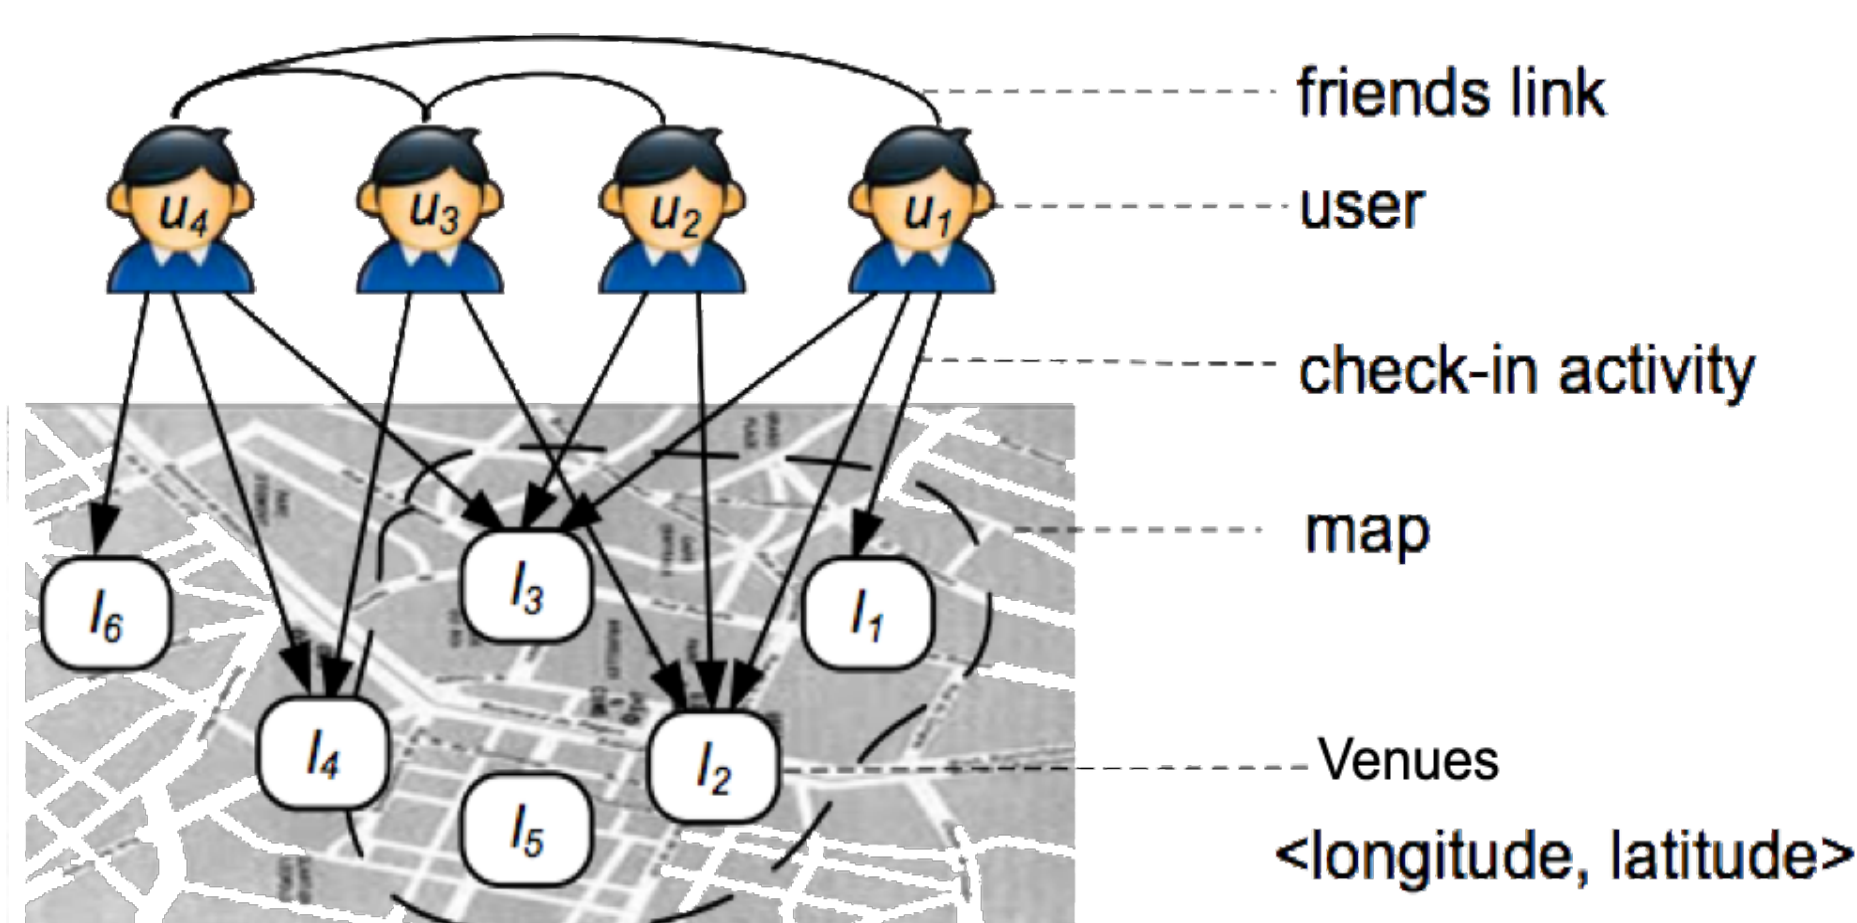 friends link
u4 u3 u2 u1
user
check-in activity
map
l3
l6 l1
l4 l2
Venues
l5
<longitude, latitude>